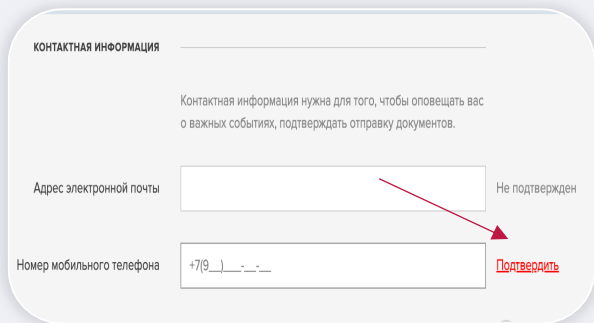 КОНТАКТНАЯ ИНФОРМАЦИЯ
Контактная информация нужна для того, чтобы оповещать вас
о важных событиях, подтверждать отправку документов.
Адрес электронной почты
Не подтвержден
Номер мобильного телефона
+7(9__)___-__-__
Подтвердить